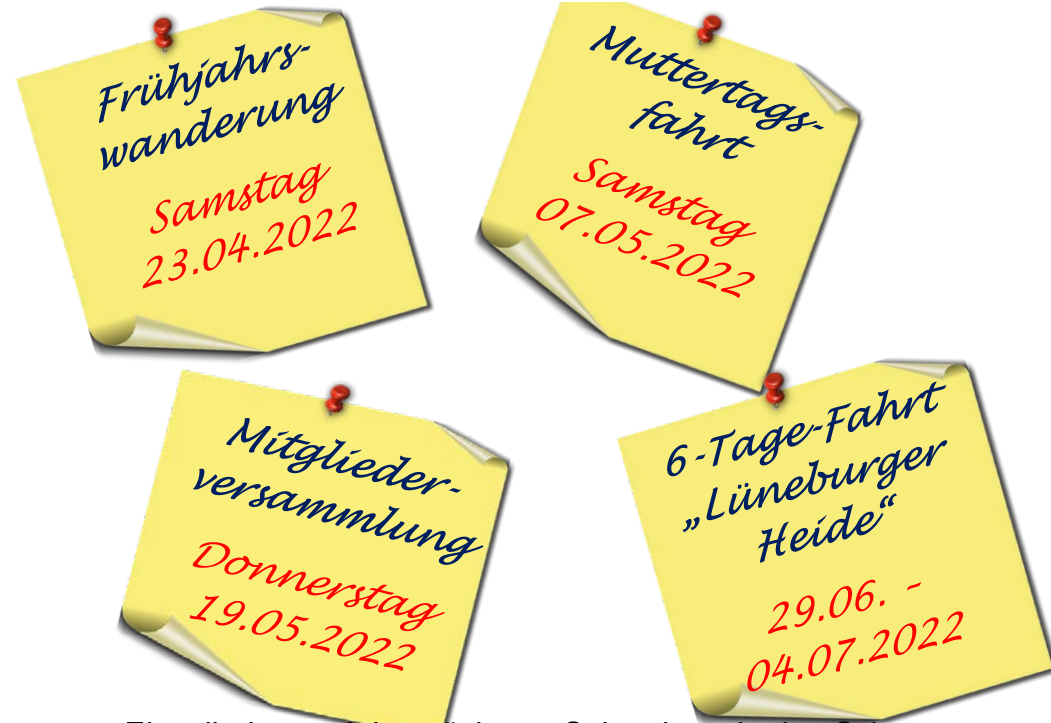 Frühjahrs-
wanderung
Samstag
23.04.2022
Muttertags-
fahrt
Samstag
07.05.2022
Mitglieder-
versammlung
Donnerstag
19.05.2022
6-Tage-Fahrt
„Lüneburger
Heide“
29.06. -
04.07.2022